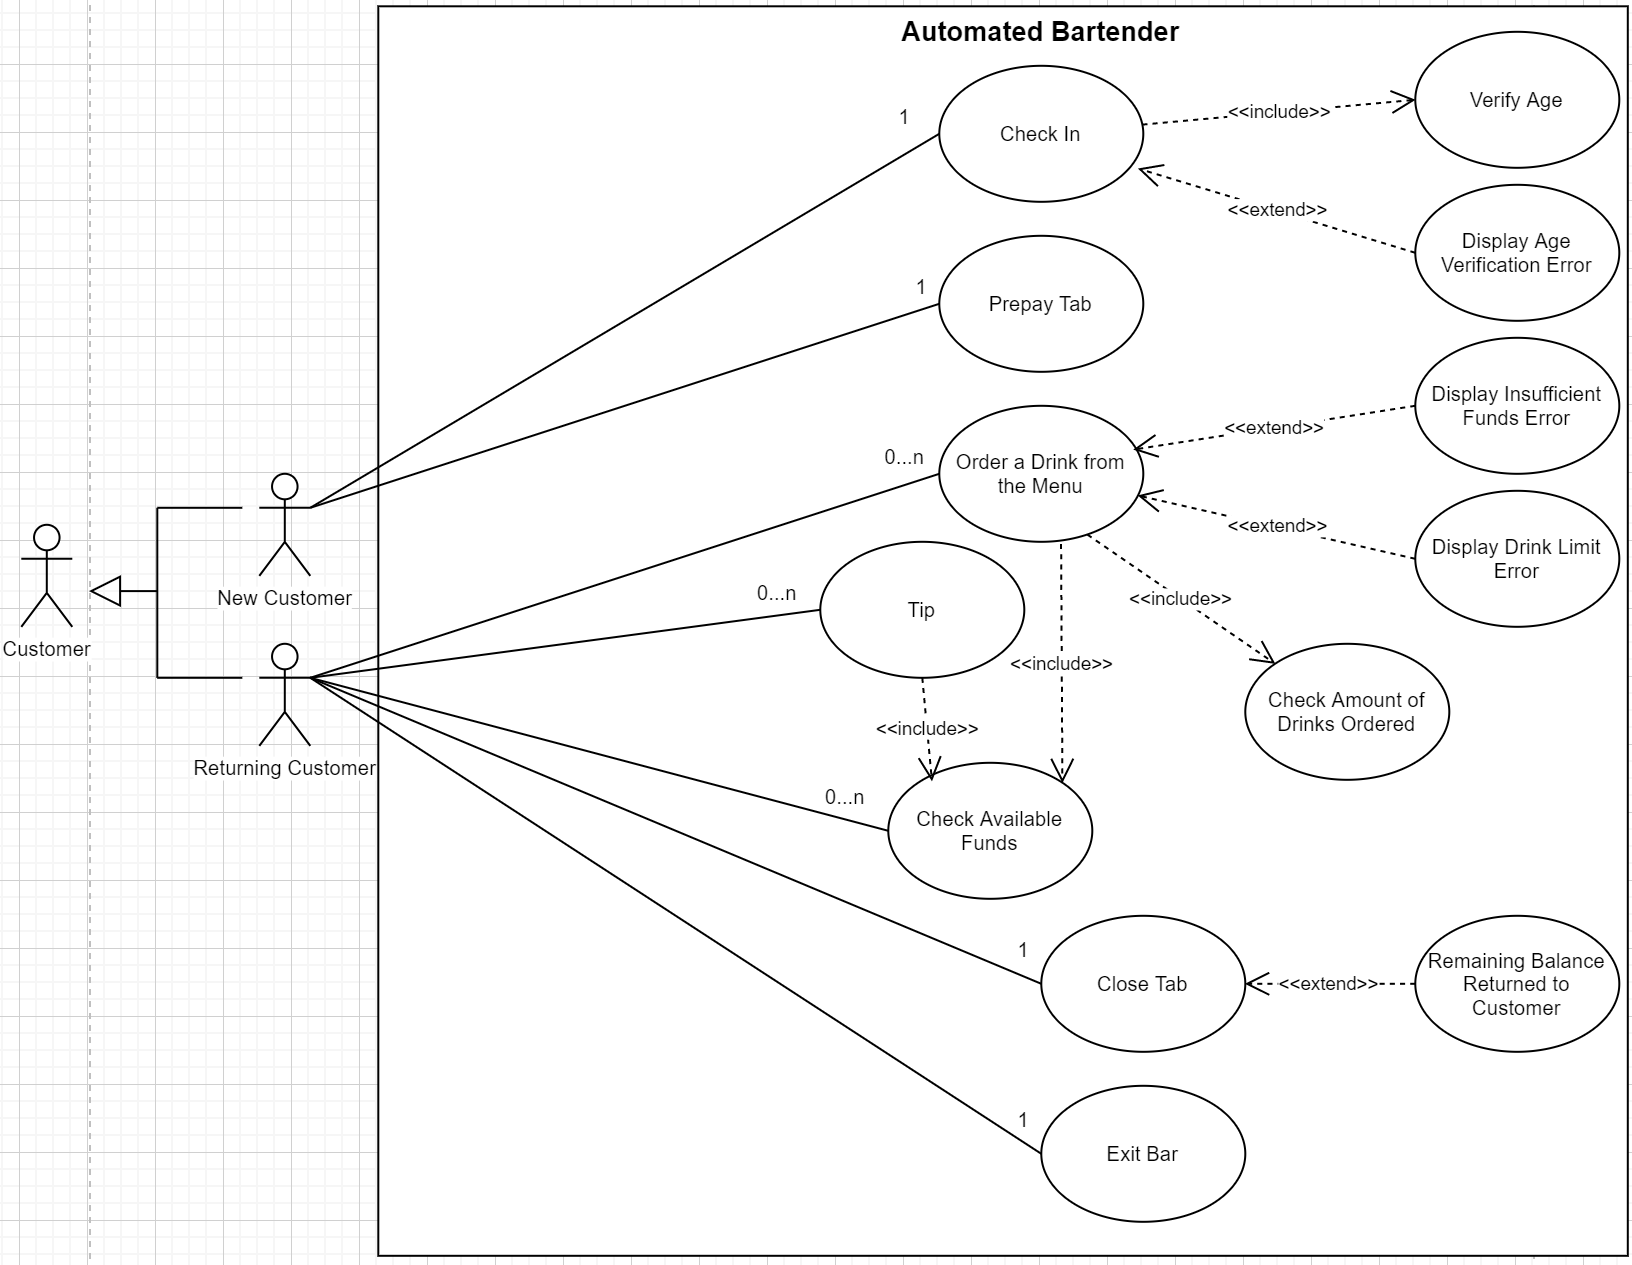 Automated Bartender
1
Check In
<<include>>
Verify Age
<<extend>>
Display Age
Verification Error
1
Prepay Tab
Display Insufficient
Funds Error
<<extend>>
0...n
Order a Drink from
the Menu
<<extend>>
Display Drink Limit
Error
New Customer
0...n
Tip
<<include>>
Customer
<<include>>
Check Amount of
Drinks Ordered
<<include>>
Returning Customer
0...n
Check Available
Funds
1
Close Tab
<<extend>>
Remaining Balance
Returned to
Customer
1
Exit Bar